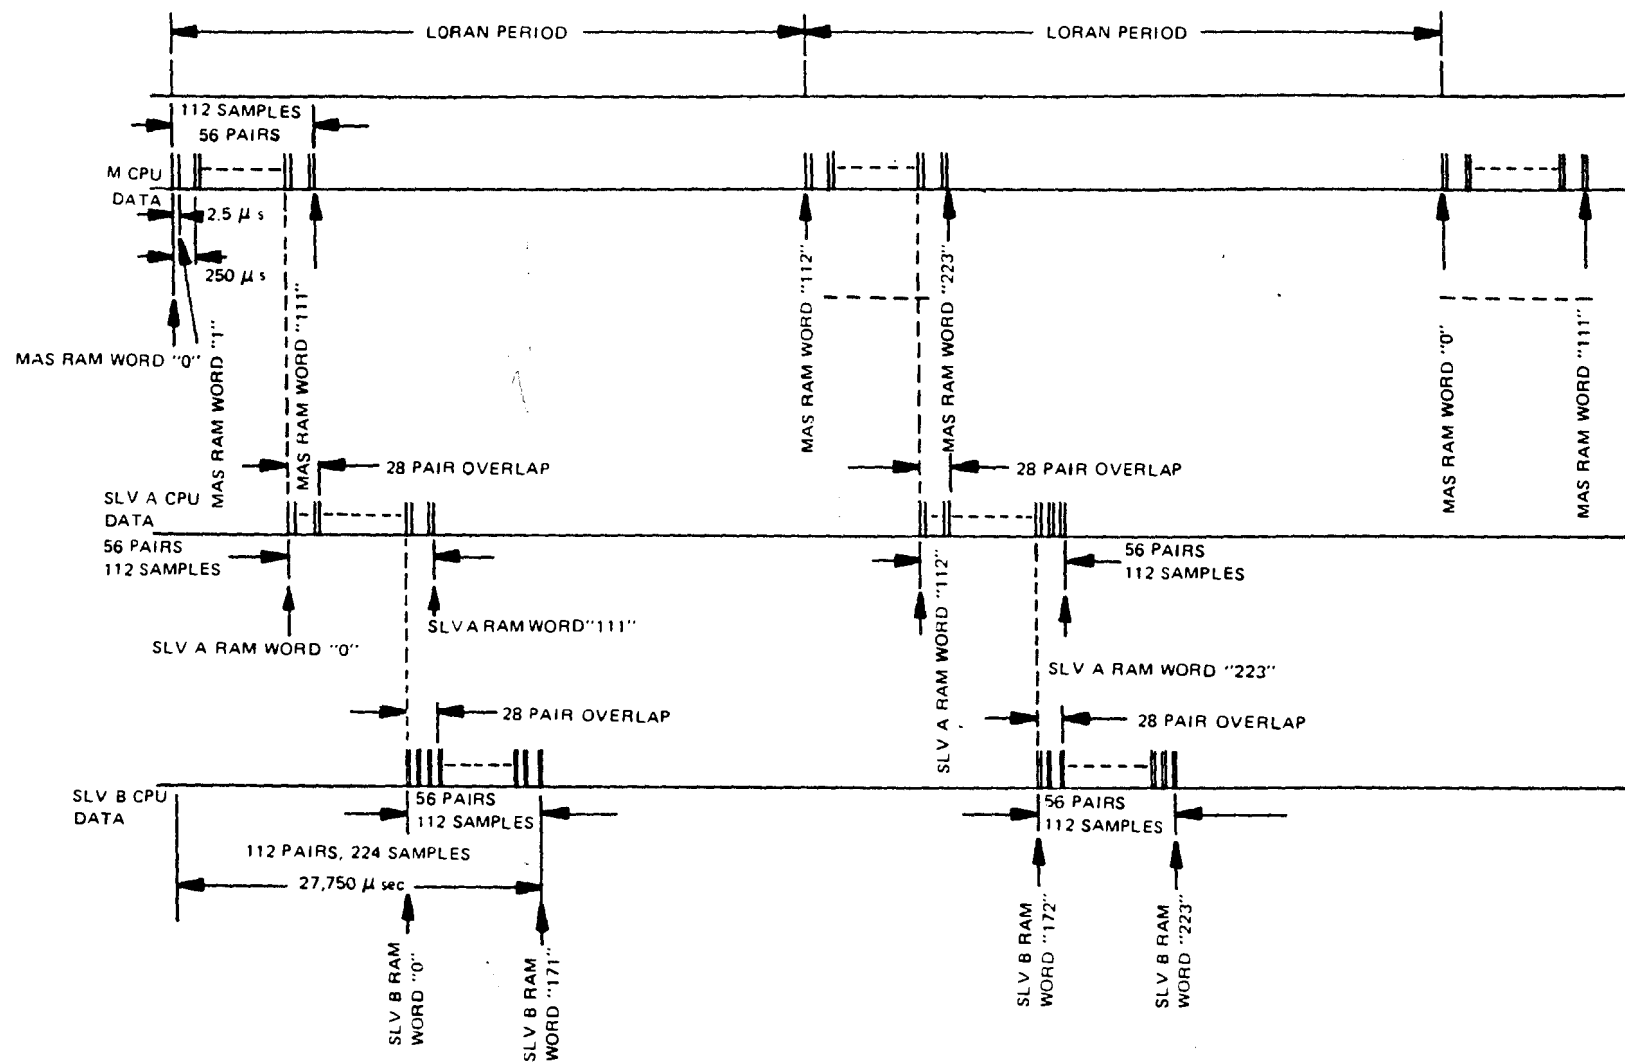 LORAN PERIOD
LORAN PERIOD
112 SAMPLES
56 PAIRS
M CPU
DATA
2.5 μ s
250 μ s
MAS RAM WORD "0"
MAS RAM WORD "1"
MAS RAM WORD "111"
MAS RAM WORD "112"
MAS RAM WORD "223"
MAS RAM WORD "0"
MAS RAM WORD "111"
28 PAIR OVERLAP
28 PAIR OVERLAP
SLV A CPU
DATA
56 PAIRS
112 SAMPLES
56 PAIRS
112 SAMPLES
SLV A RAM WORD "0"
SLV A RAM WORD "111"
SLV A RAM WORD "112"
SLV A RAM WORD "223"
28 PAIR OVERLAP
28 PAIR OVERLAP
SLV B CPU
DATA
56 PAIRS
112 SAMPLES
56 PAIRS
112 SAMPLES
112 PAIRS, 224 SAMPLES
27,750 μ sec
SLV B RAM
WORD "0"
SLV B RAM
WORD "171"
SLV B RAM
WORD "172"
SLV B RAM
WORD "223"